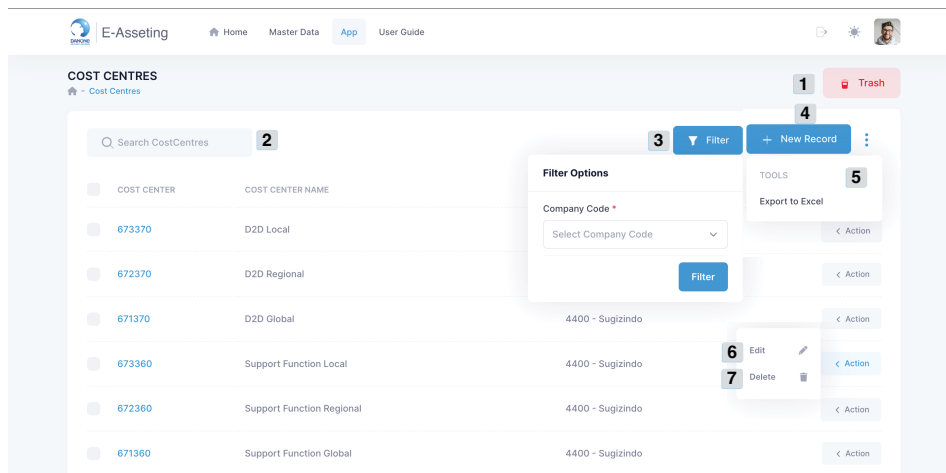 DANONE E-Asseting Home Master Data App User Guide
COST CENTRES
- Cost Centres
1 Trash
4
Search CostCentres 2 3 Filter + New Record
Filter Options
TOOLS 5
Export to Excel
COST CENTER COST CENTER NAME
Company Code *
Select Company Code
Filter
673370 D2D Local < Action
672370 D2D Regional < Action
671370 D2D Global 4400 - Sugizindo < Action
6 Edit
7 Delete
673360 Support Function Local 4400 - Sugizindo < Action
672360 Support Function Regional 4400 - Sugizindo < Action
671360 Support Function Global 4400 - Sugizindo < Action